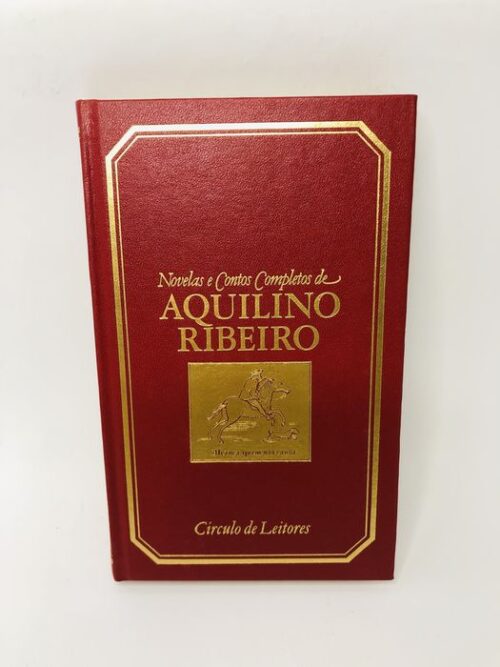 Novelas e Contos Completos de
AQUILINO
RIBEIRO
Círculo de Leitores